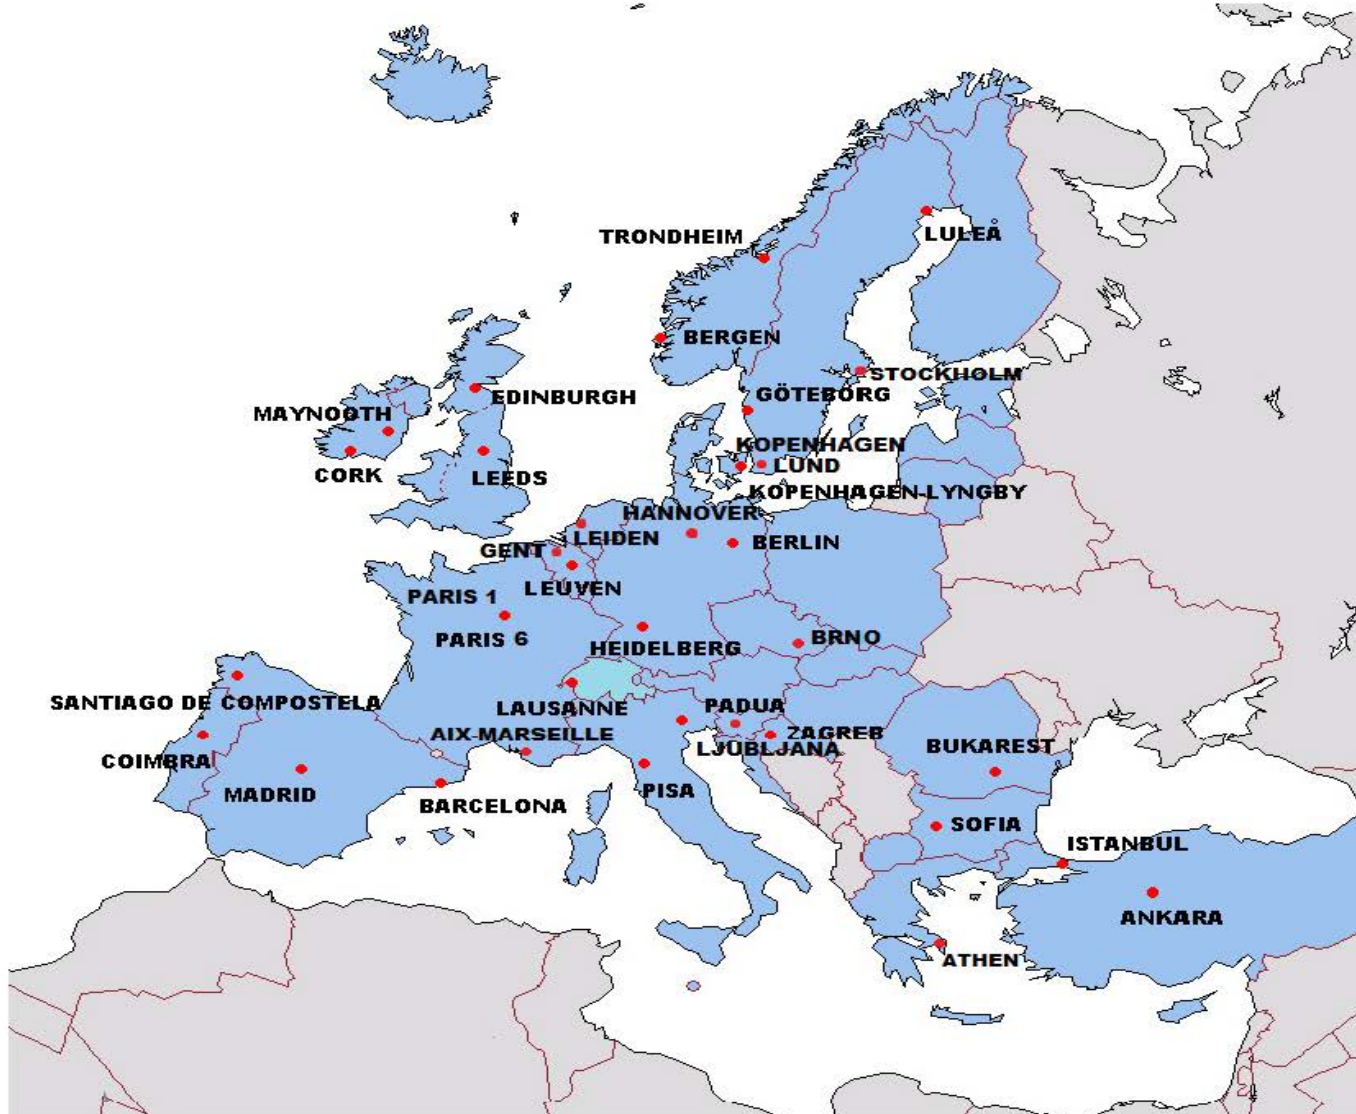 TRONDHEIM
LULEÅ
BERGEN
STOCKHOLM
EDINBURGH
GÖTEBORG
MAYNOOTH
KOPENHAGEN
LUND
CORK
LEEDS
KOPENHAGEN-LYNGBY
HANNOVER
LEIDEN
BERLIN
GENT
LEUVEN
PARIS 1
PARIS 6
BRNO
HEIDELBERG
SANTIAGO DE COMPOSTELA
LAUSANNE
PADUA
AIX-MARSEILLE
ZAGREB
LJUBLJANA
BUKAREST
COIMBRA
MADRID
BARCELONA
PISA
SOFIA
ISTANBUL
ANKARA
ATHEN